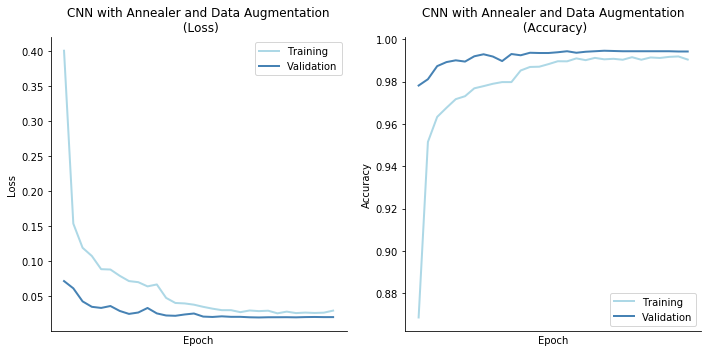 CNN with Annealer and Data Augmentation
(Loss)
0.40
0.35
0.30
0.25
0.20
0.15
0.10
0.05
Loss
Epoch
Training
Validation
CNN with Annealer and Data Augmentation
(Accuracy)
1.00
0.98
0.96
0.94
0.92
0.90
0.88
Accuracy
Epoch
Training
Validation